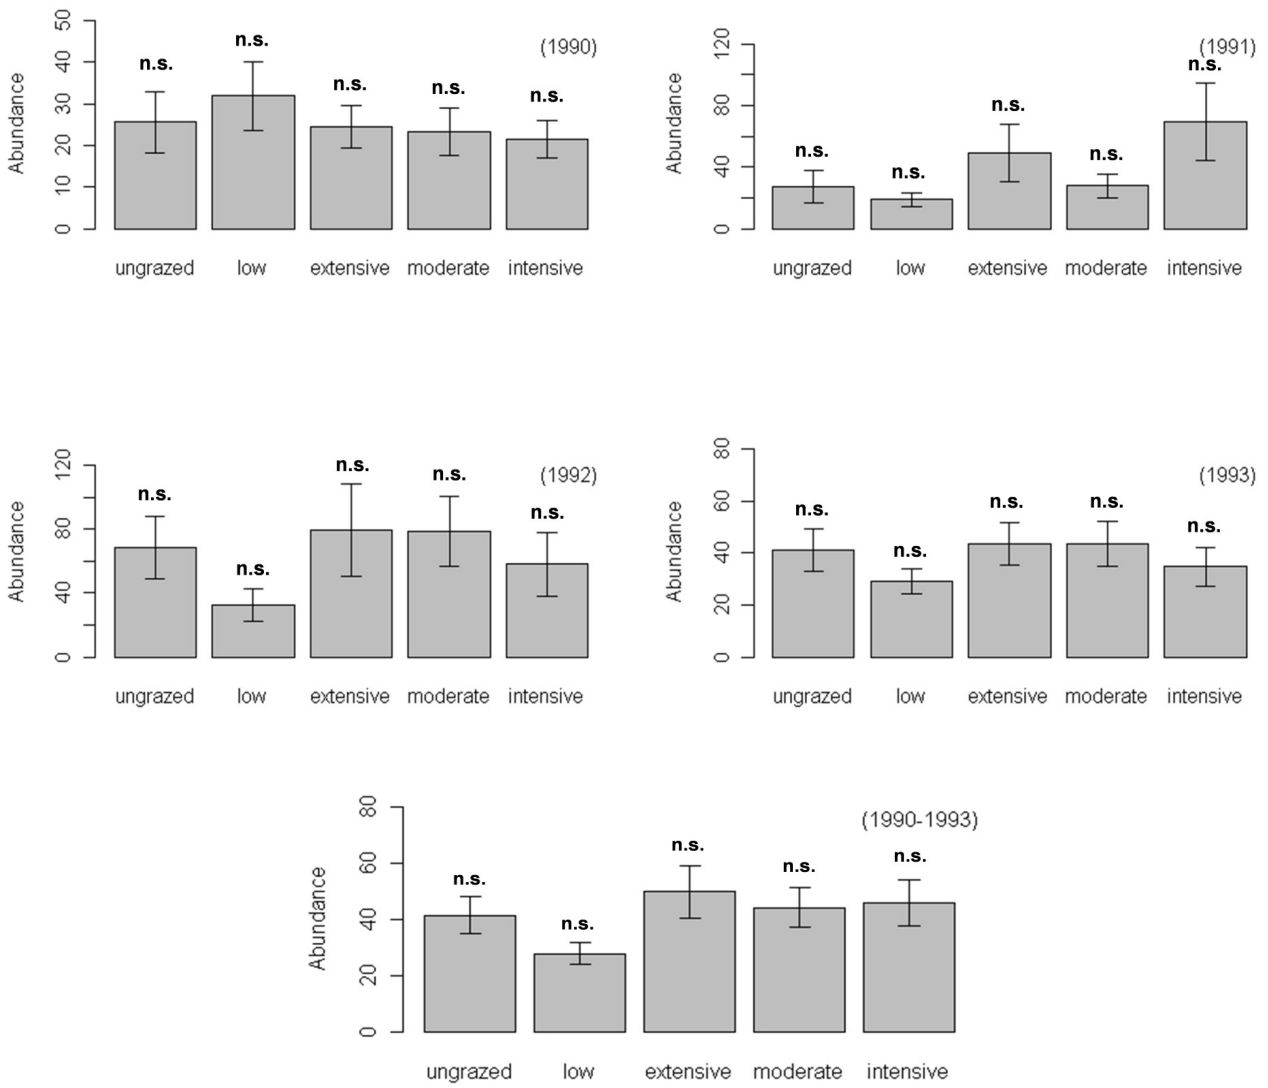 (1990)
Abundance
50
40
30
20
10
0
n.s.
n.s.
n.s.
n.s.
n.s.
ungrazed low extensive moderate intensive
(1991)
Abundance
120
80
40
0
n.s.
n.s.
n.s.
n.s.
n.s.
ungrazed low extensive moderate intensive
(1992)
Abundance
120
80
40
0
n.s.
n.s.
n.s.
n.s.
n.s.
ungrazed low extensive moderate intensive
(1993)
Abundance
80
60
40
20
0
n.s.
n.s.
n.s.
n.s.
n.s.
ungrazed low extensive moderate intensive
(1990-1993)
Abundance
80
60
40
20
0
n.s.
n.s.
n.s.
n.s.
n.s.
ungrazed low extensive moderate intensive